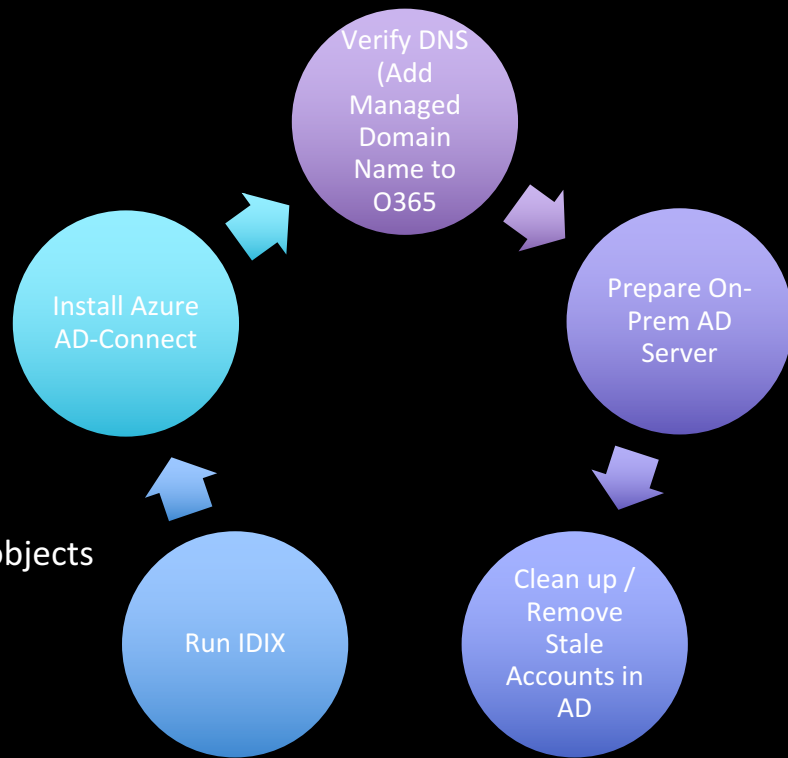 Verify DNS
(Add
Managed
Domain
Name to
O365
Prepare On-
Prem AD
Server
Clean up /
Remove
Stale
Accounts in
AD
Run IDIX
Install Azure
AD-Connect
objects